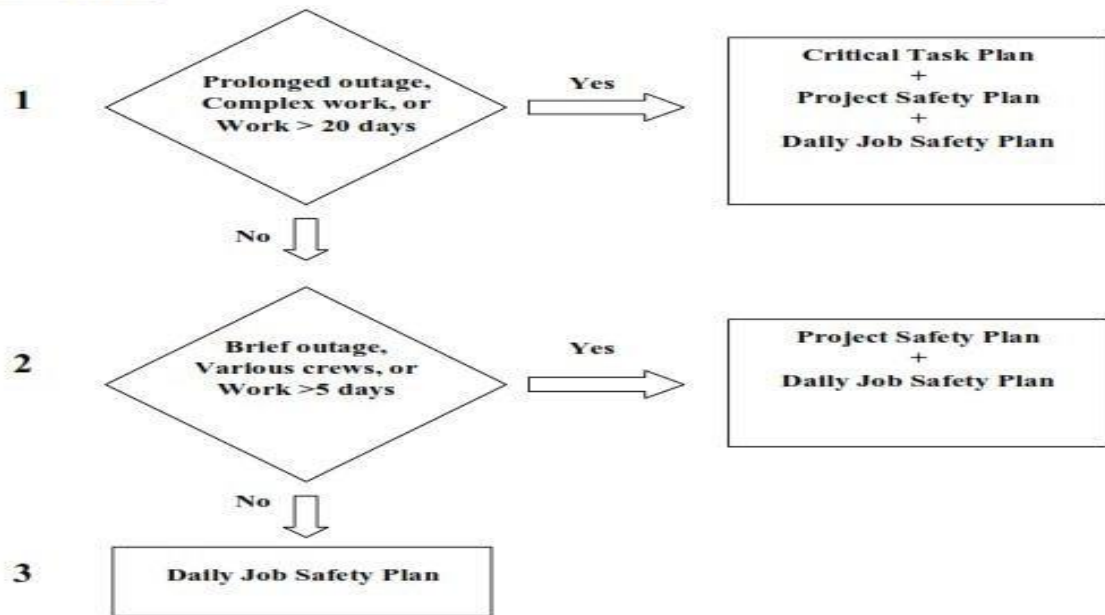 1
Prolonged outage,
Complex work, or
Work > 20 days
Yes
Critical Task Plan
+
Project Safety Plan
+
Daily Job Safety Plan
No
2
Brief outage,
Various crews, or
Work >5 days
Yes
Project Safety Plan
+
Daily Job Safety Plan
No
3
Daily Job Safety Plan